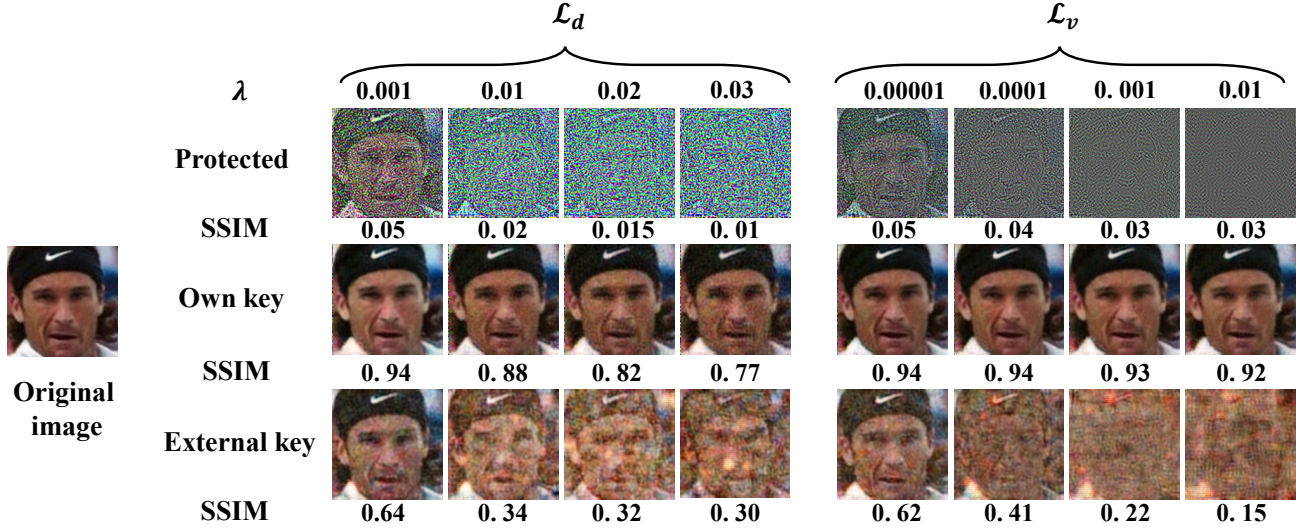 ℒd ℒv
λ 0.001 0.01 0.02 0.03 0.00001 0.0001 0. 001 0.01
Protected
SSIM 0.05 0. 02 0.015 0. 01 0.05 0. 04 0. 03 0. 03
Own key
SSIM 0. 94 0. 88 0. 82 0. 77 0. 94 0. 94 0. 93 0. 92
Original
image
External key
SSIM 0.64 0. 34 0. 32 0. 30 0. 62 0. 41 0. 22 0. 15